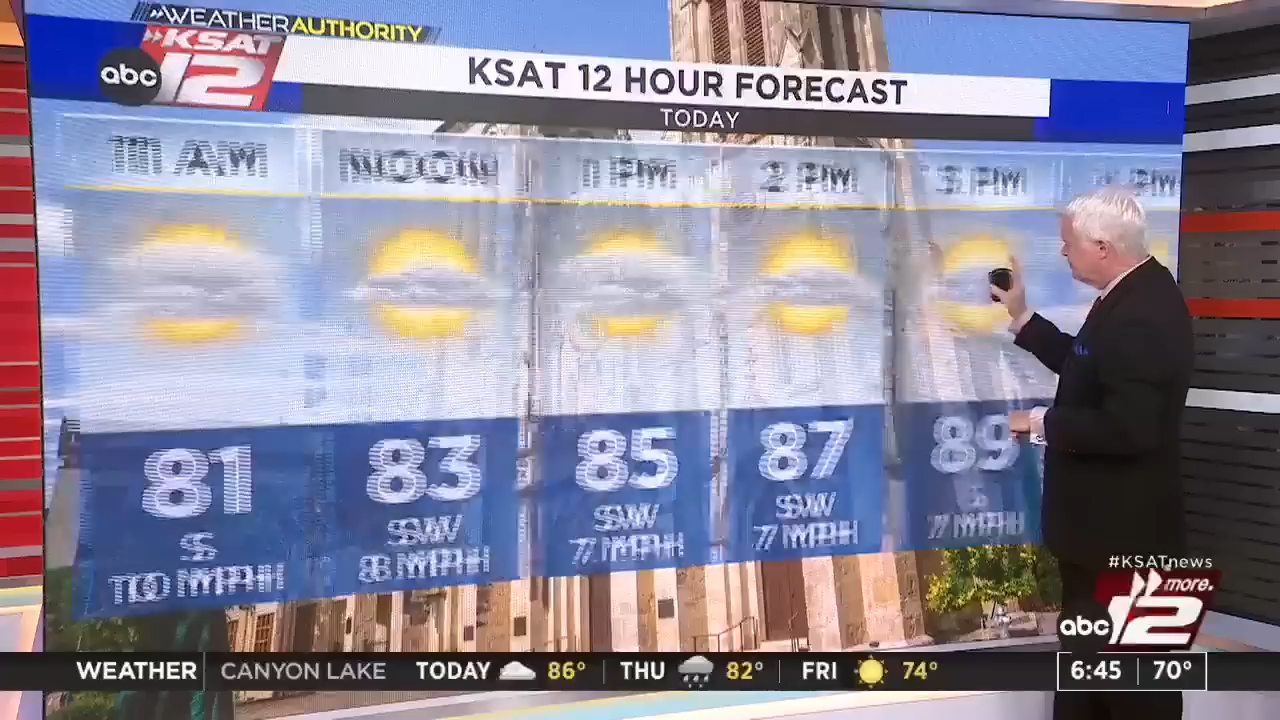 WEATHER AUTHORITY
KSAT
abc 12
KSAT 12 HOUR FORECAST
TODAY
11 AM NOON 1 PM 2 PM 3 PM PM
81 83 85 87 89
S SSW SSW SSW S
10 MPH 8 MPH 7 MPH 7 MPH 7 MPH
#KSATnews
more.
abc 12
WEATHER CANYON LAKE TODAY 86° THU 82° FRI 74° 6:45 70°